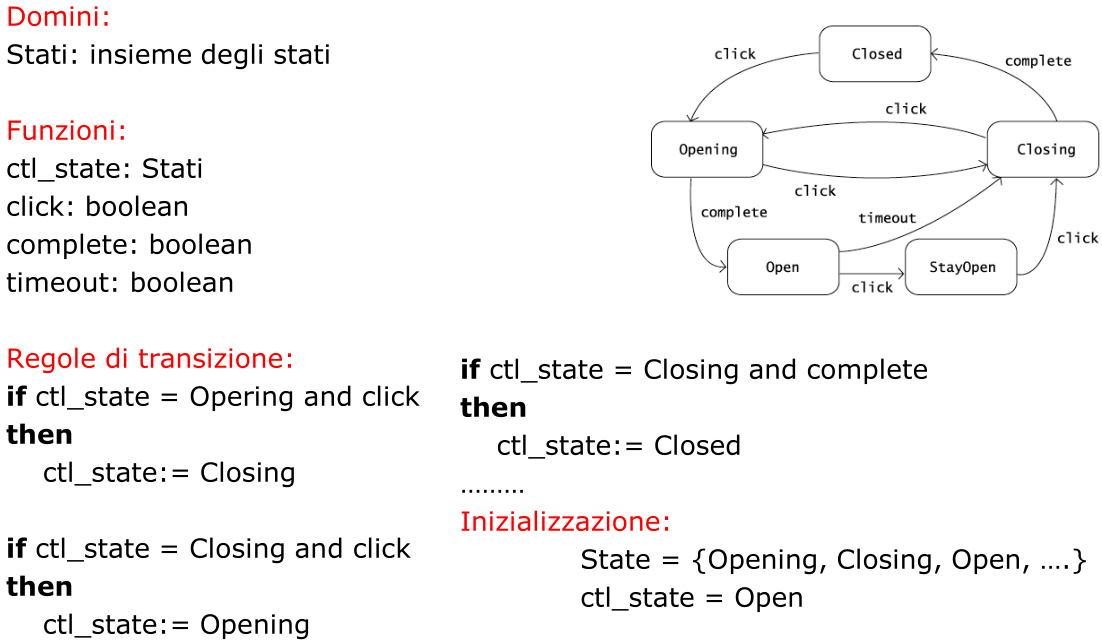 Domini:
Stati: insieme degli stati
Funzioni:
ctl_state: Stati
click: boolean
complete: boolean
timeout: boolean
Regole di transizione:
if ctl_state = Opering and click
then
ctl_state:= Closing
if ctl_state = Closing and click
then
ctl_state:= Opening
click
Closed
complete
click
Opening
Closing
click
complete
timeout
click
Open
StayOpen
click
if ctl_state = Closing and complete
then
ctl_state:= Closed
………
Inizializzazione:
State = {Opening, Closing, Open, ….}
ctl_state = Open